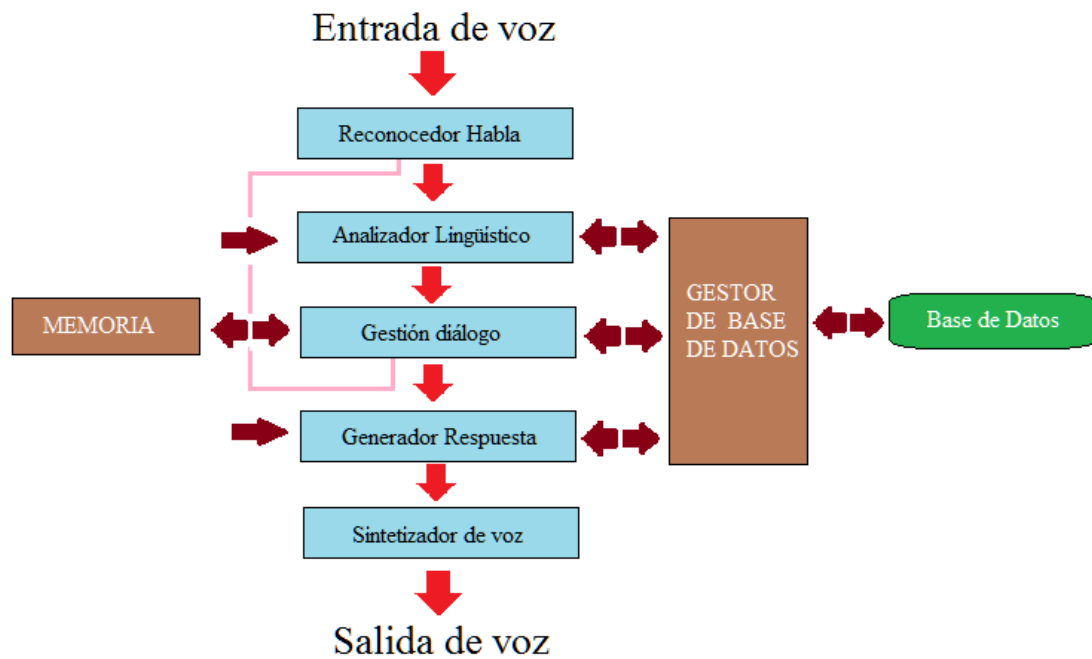 Entrada de voz
Reconocedor Habla
Analizador Lingüístico
MEMORIA
Gestión diálogo
GESTOR
DE BASE
DE DATOS
Base de Datos
Generador Respuesta
Sintetizador de voz
Salida de voz